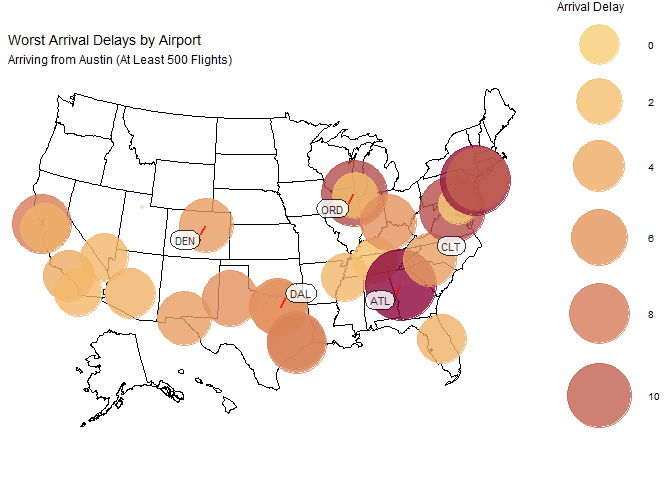 Arrival Delay
Worst Arrival Delays by Airport
Arriving from Austin (At Least 500 Flights)
0
2
4
6
8
10
ORD
DEN
CLT
DAL
ATL